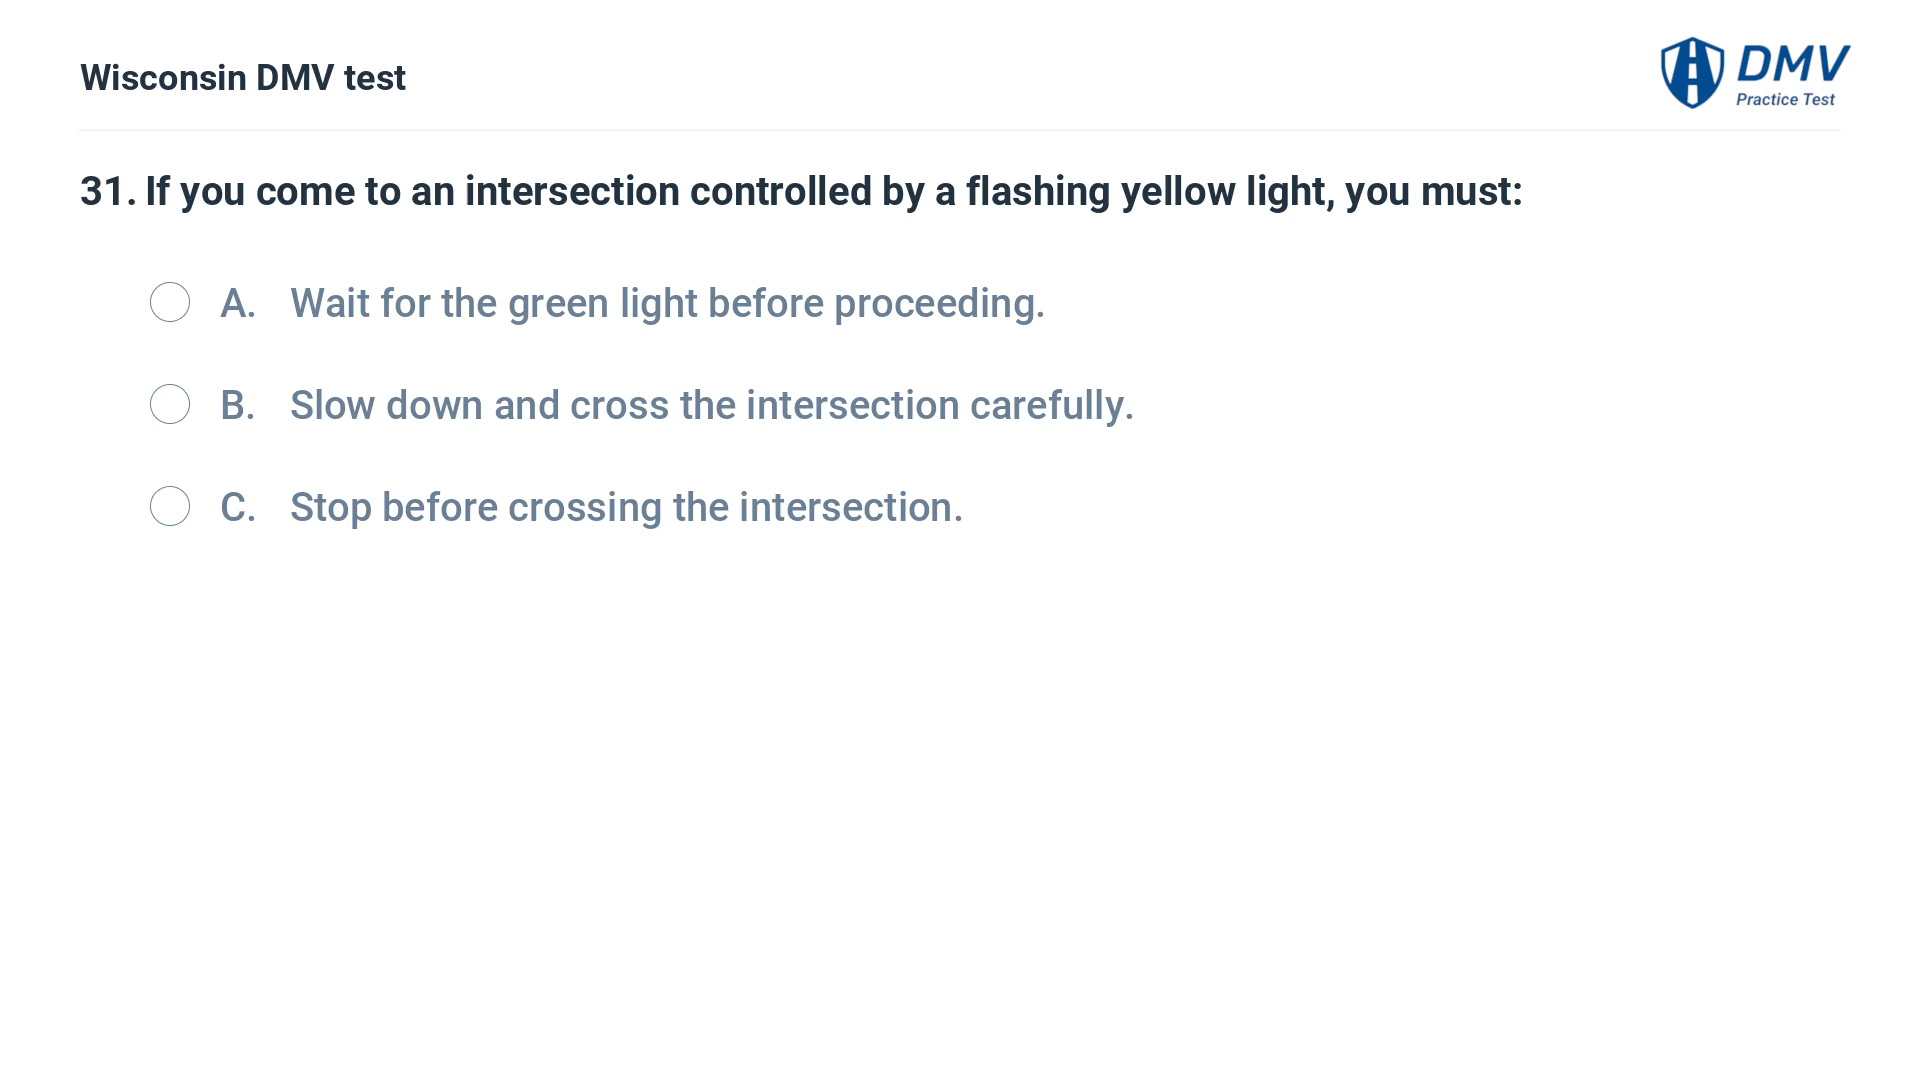 Wisconsin DMV test
DMV
Practice Test
31. If you come to an intersection controlled by a flashing yellow light, you must:
A. Wait for the green light before proceeding.
B. Slow down and cross the intersection carefully.
C. Stop before crossing the intersection.